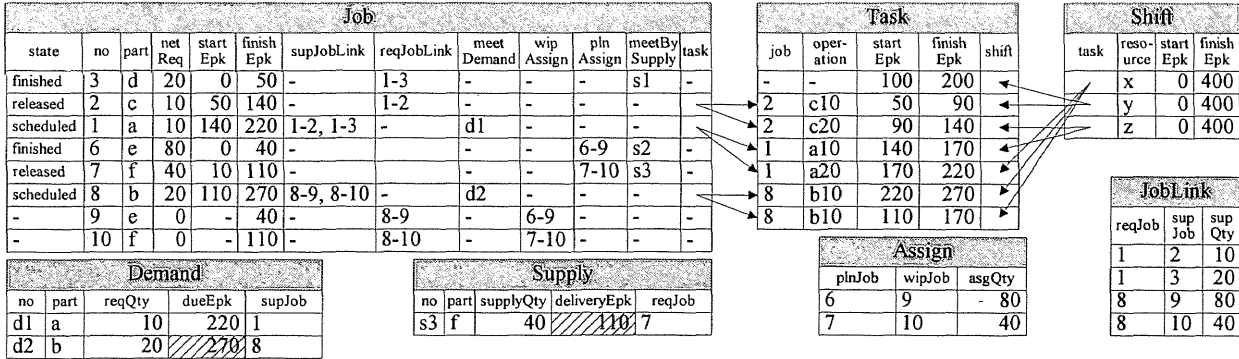 Job
state no part net Req start Epk finish Epk supJobLink reqJobLink meet Demand wip Assign pln Assign meetBy Supply task
finished 3 d 20 0 50 - 1-3 - - - s1 -
released 2 c 10 50 140 - 1-2 - - - -
scheduled 1 a 10 140 220 1-2, 1-3 - d1 - - -
finished 6 e 80 0 40 - - - - 6-9 s2 -
released 7 f 40 10 110 - - - - 7-10 s3 -
scheduled 8 b 20 110 270 8-9, 8-10 - d2 - - -
- 9 e 0 - 40 - 8-9 - 6-9 - - -
- 10 f 0 - 110 - 8-10 - 7-10 - - -
Task
job oper-ation start Epk finish Epk shift
- - 100 200
2 c10 50 90
2 c20 90 140
1 a10 140 170
1 a20 170 220
8 b10 220 270
8 b10 110 170
Shift
task reso-urce start Epk finish Epk
x 0 400
y 0 400
z 0 400
JobLink
reqJob sup Job sup Qty
1 2 10
1 3 20
8 9 80
8 10 40
Demand
no part reqQty dueEpk supJob
d1 a 10 220 1
d2 b 20 270 8
Supply
no part supplyQty deliveryEpk reqJob
s3 f 40 110 7
Assign
plnJob wipJob asgQty
6 9 - 80
7 10 40